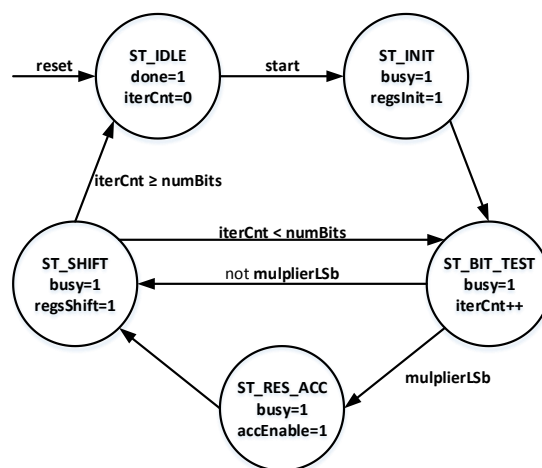 reset
ST_IDLE
done=1
iterCnt=0
start
ST_INIT
busy=1
regsInit=1
iterCnt ≥ numBits
iterCnt < numBits
ST_SHIFT
busy=1
regsShift=1
not mulplierLSb
ST_BIT_TEST
busy=1
iterCnt++
mulplierLSb
ST_RES_ACC
busy=1
accEnable=1